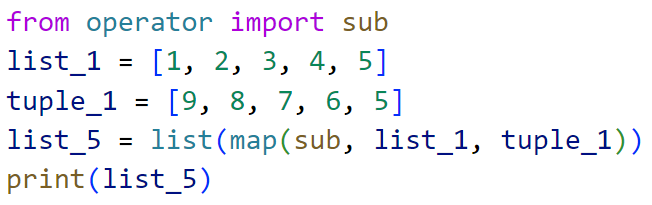 from operator import sub
list_1 = [1, 2, 3, 4, 5]
tuple_1 = [9, 8, 7, 6, 5]
list_5 = list(map(sub, list_1, tuple_1))
print(list_5)